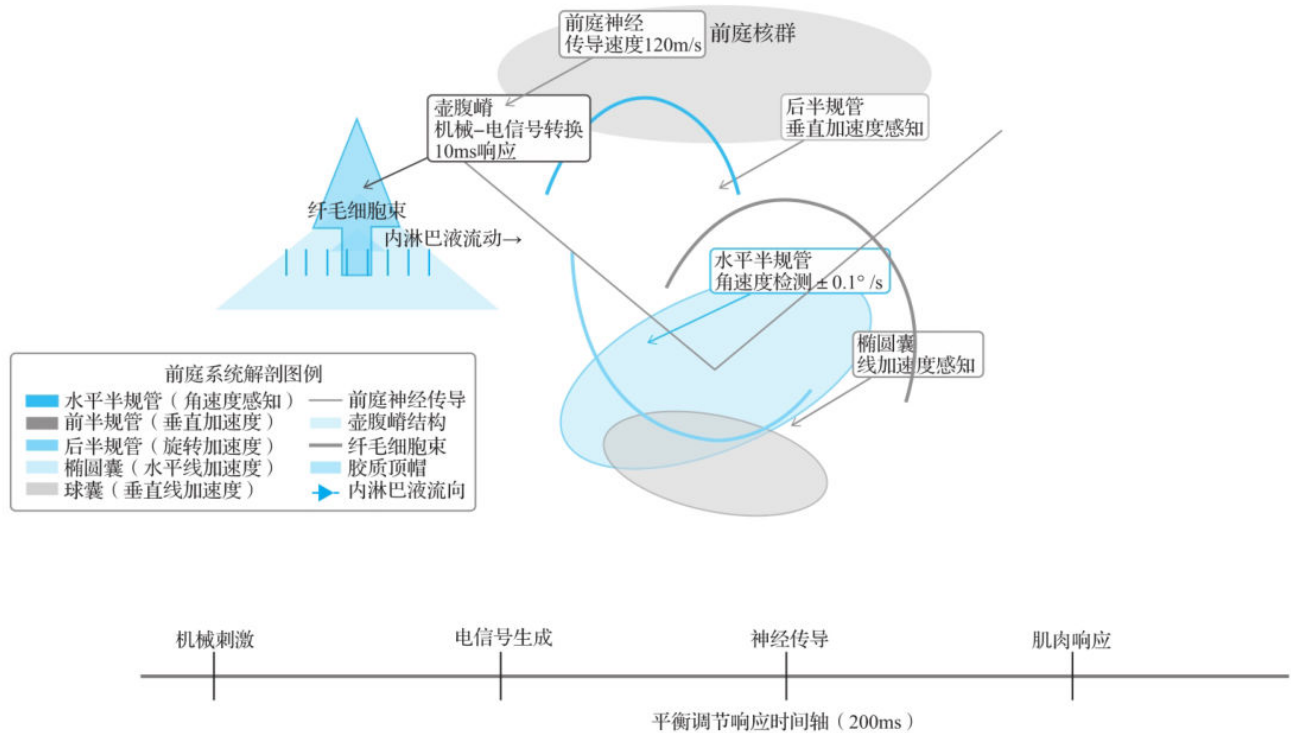 前庭神经
传导速度120m/s
前庭核群
壶腹嵴
机械-电信号转换
10ms响应
后半规管
垂直加速度感知
纤毛细胞束
内淋巴液流动→
水平半规管
角速度检测±0.1°/s
椭圆囊
线加速度感知
前庭系统解剖图例
水平半规管（角速度感知）
前半规管（垂直加速度）
后半规管（旋转加速度）
椭圆囊（水平线加速度）
球囊（垂直线加速度）
前庭神经传导
壶腹嵴结构
纤毛细胞束
胶质顶帽
内淋巴液流向
机械刺激
电信号生成
神经传导
肌肉响应
平衡调节响应时间轴（200ms）